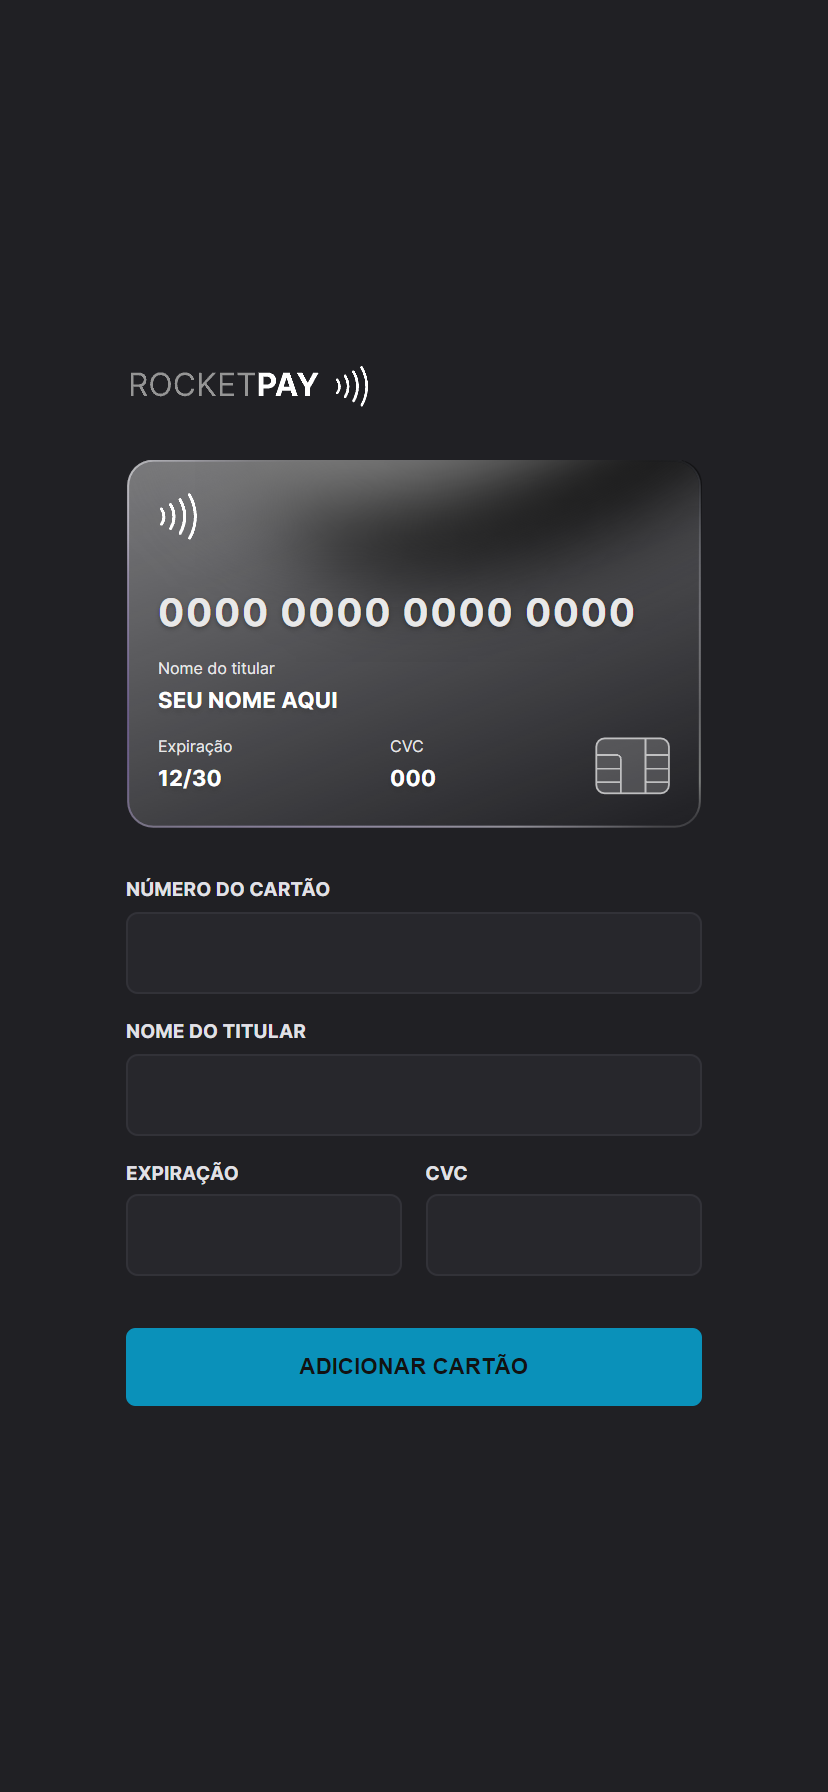 ROCKETPAY
0000 0000 0000 0000
Nome do titular
SEU NOME AQUI
Expiração CVC
12/30 000
NÚMERO DO CARTÃO
NOME DO TITULAR
EXPIRAÇÃO CVC
ADICIONAR CARTÃO